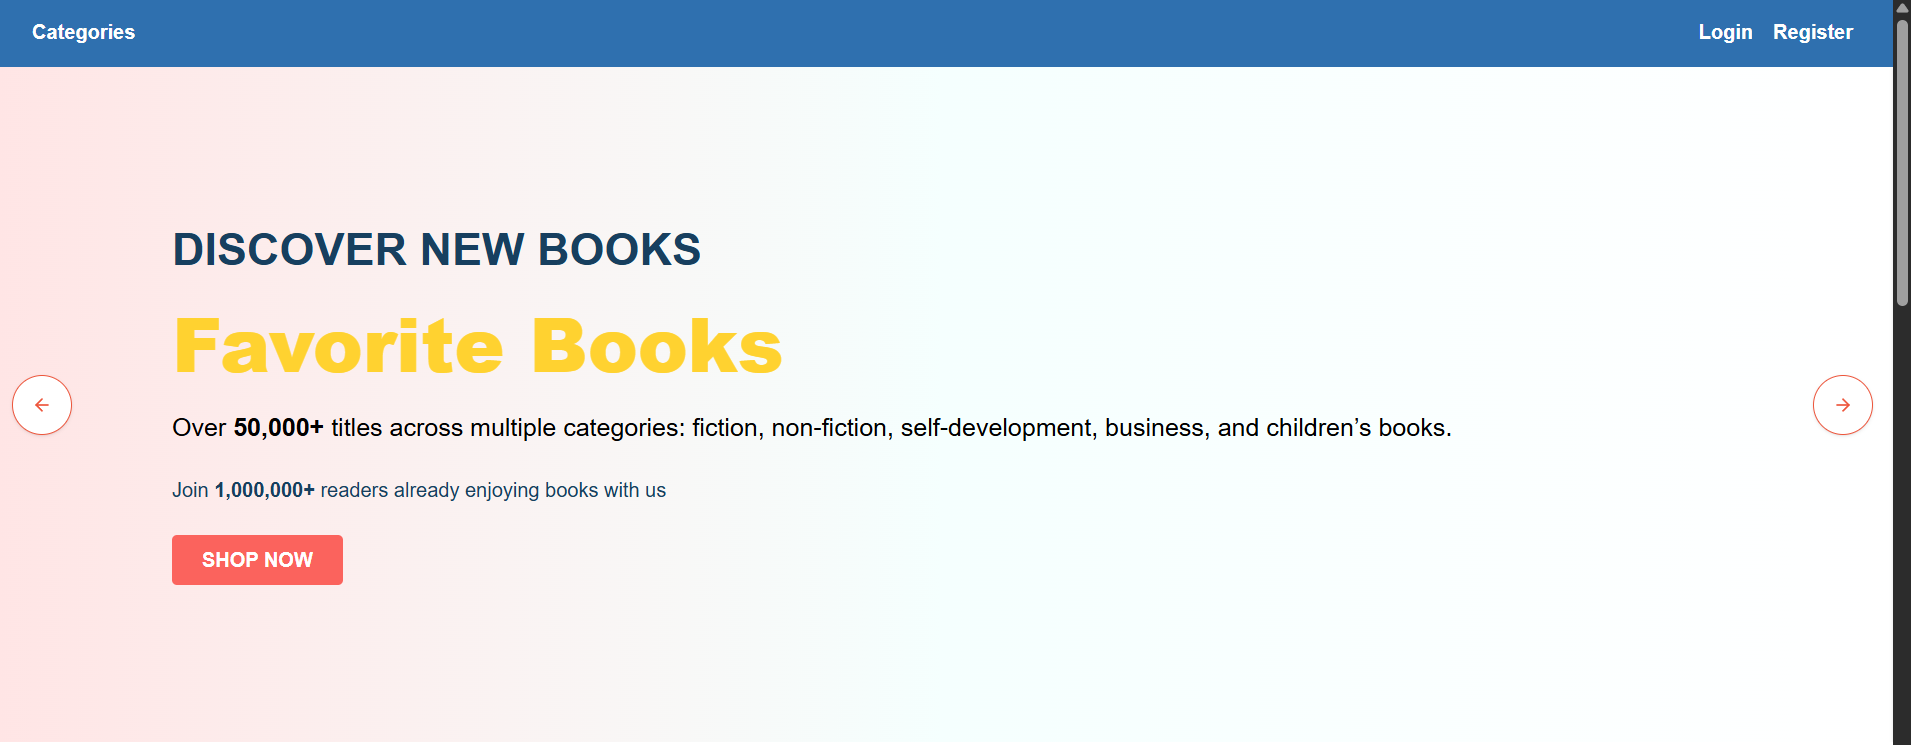 Categories
Login
Register
DISCOVER NEW BOOKS
Favorite Books
Over 50,000+ titles across multiple categories: fiction, non-fiction, self-development, business, and children’s books.
Join 1,000,000+ readers already enjoying books with us
SHOP NOW